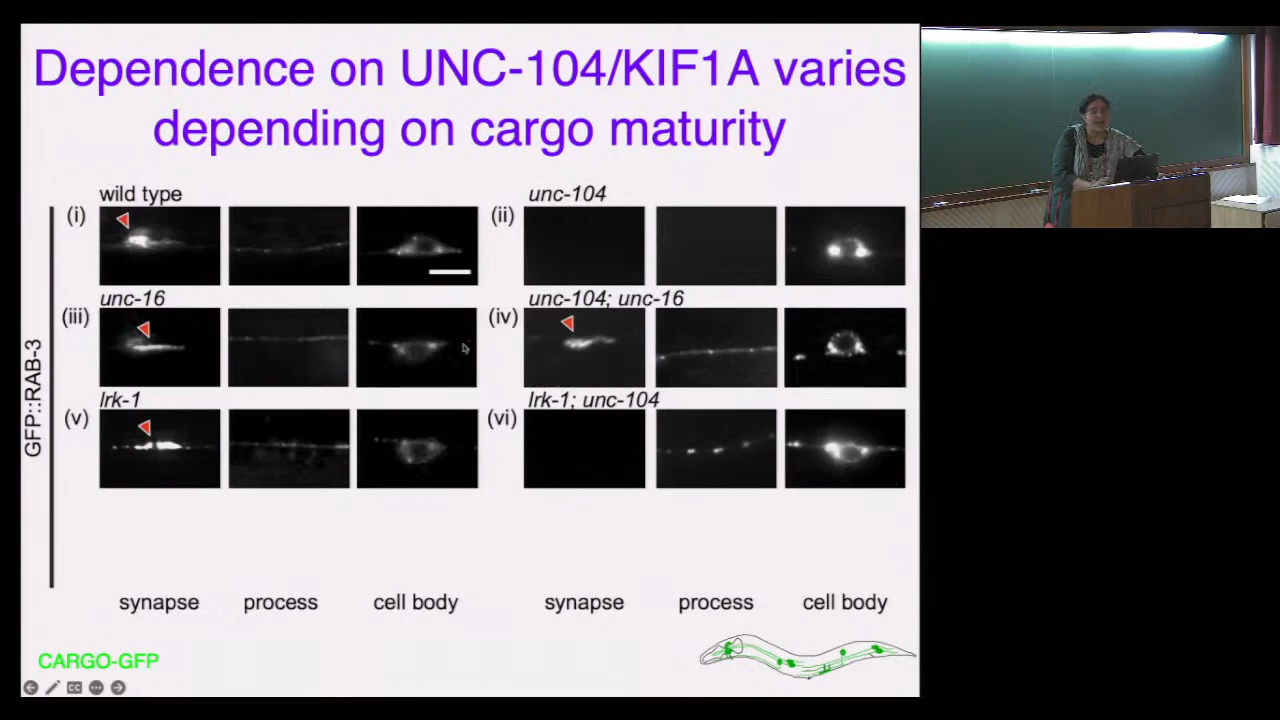 Dependence on UNC-104/KIF1A varies
depending on cargo maturity
wild type
unc-104
(i)
(ii)
unc-16
unc-104; unc-16
(iii)
(iv)
GFP::RAB-3
lrk-1
lrk-1; unc-104
(v)
(vi)
synapse process cell body synapse process cell body
CARGO-GFP
CC